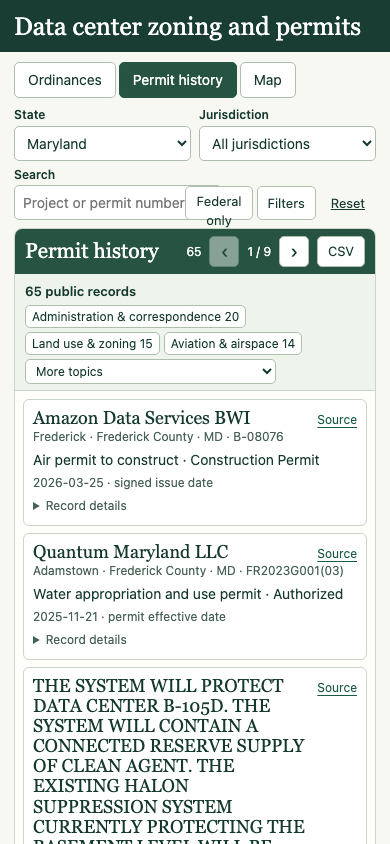 Data center zoning and permits
Ordinances
Permit history
Map
State
Jurisdiction
Maryland
All jurisdictions
Search
Project or permit number
Federal
only
Filters
Reset
Permit history
65
‹
1 / 9
›
CSV
65 public records
Administration & correspondence 20
Land use & zoning 15
Aviation & airspace 14
More topics
Amazon Data Services BWI
Source
Frederick · Frederick County · MD · B-08076
Air permit to construct · Construction Permit
2026-03-25 · signed issue date
Record details
Quantum Maryland LLC
Source
Adamstown · Frederick County · MD · FR2023G001(03)
Water appropriation and use permit · Authorized
2025-11-21 · permit effective date
Record details
THE SYSTEM WILL PROTECT
Source
DATA CENTER B-105D. THE
SYSTEM WILL CONTAIN A
CONNECTED RESERVE SUPPLY
OF CLEAN AGENT. THE
EXISTING HALON
SUPPRESSION SYSTEM
CURRENTLY PROTECTING THE
BASEMENT LEVEL WILL BE